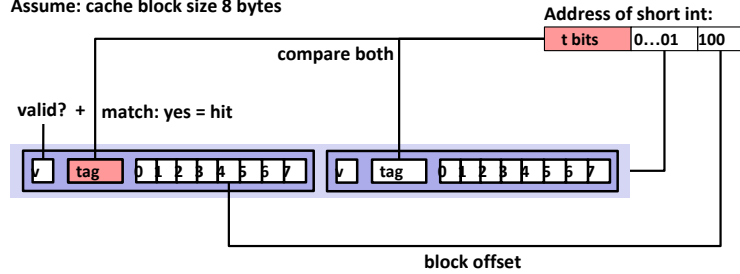 Assume: cache block size 8 bytes
Address of short int:
t bits 0…01 100
compare both
valid? + match: yes = hit
v tag 0 1 2 3 4 5 6 7 v tag 0 1 2 3 4 5 6 7
block offset